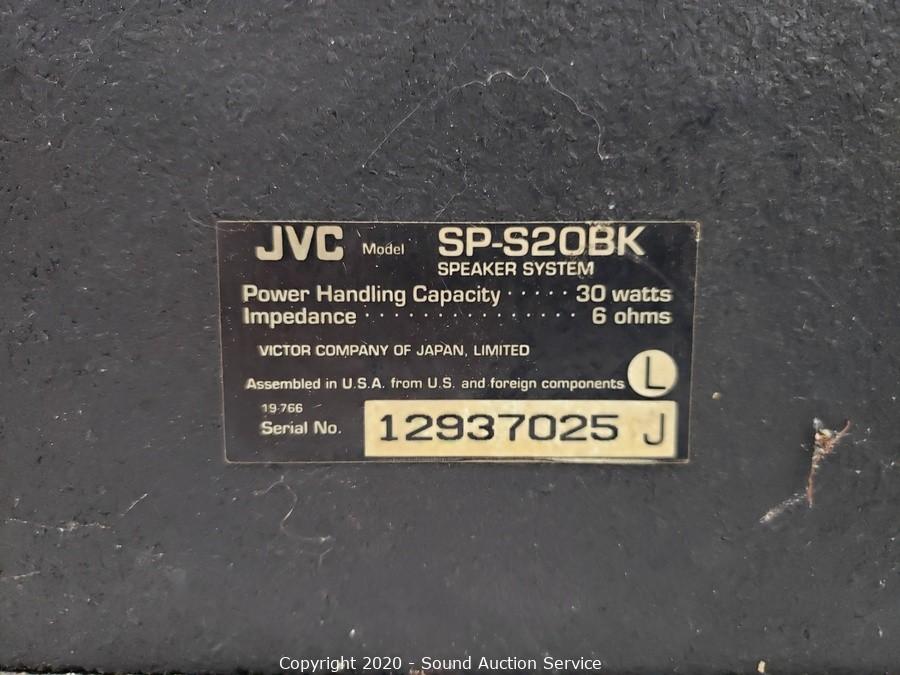 JVC Model SP-S20BK
SPEAKER SYSTEM
Power Handling Capacity ····· 30 watts
Impedance ··············· 6 ohms
VICTOR COMPANY OF JAPAN, LIMITED
Assembled in U.S.A. from U.S. and foreign components L
19-766
Serial No. 12937025 J
Copyright 2020 - Sound Auction Service